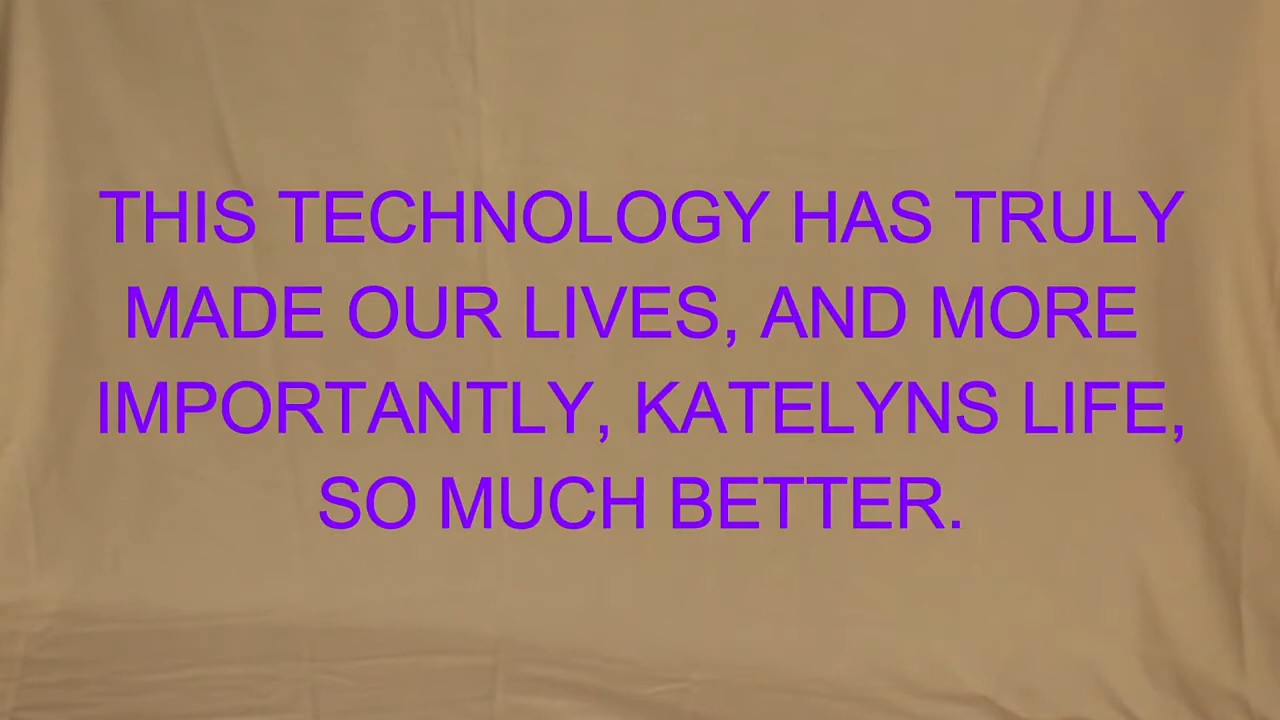 THIS TECHNOLOGY HAS TRULY
MADE OUR LIVES, AND MORE
IMPORTANTLY, KATELYNS LIFE,
SO MUCH BETTER.